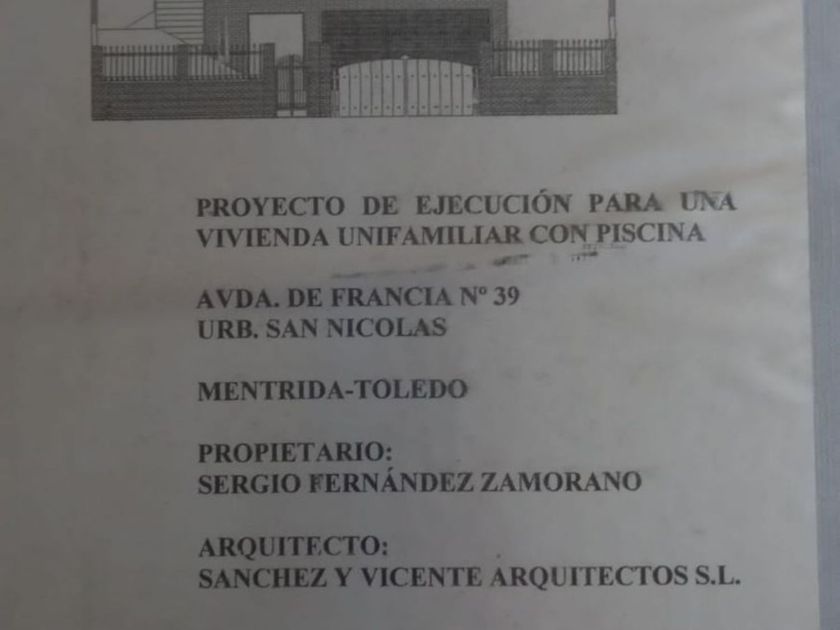 PROYECTO DE EJECUCIÓN PARA UNA
VIVIENDA UNIFAMILIAR CON PISCINA
AVDA. DE FRANCIA Nº 39
URB. SAN NICOLAS
MENTRIDA-TOLEDO
PROPIETARIO:
SERGIO FERNÁNDEZ ZAMORANO
ARQUITECTO:
SANCHEZ Y VICENTE ARQUITECTOS S.L.